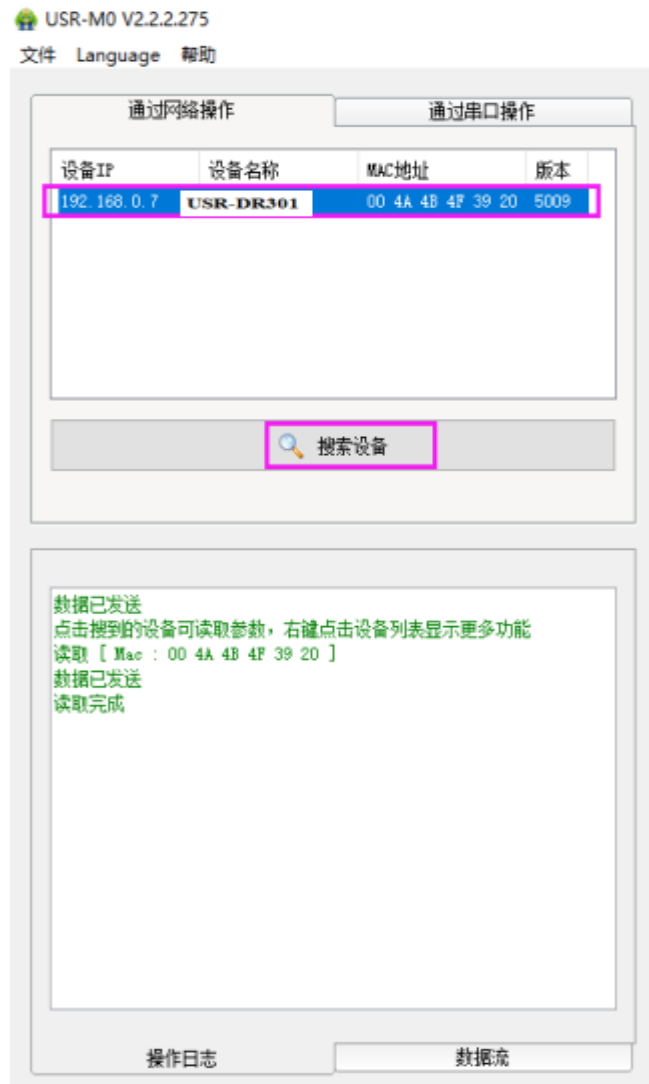 USR-M0 V2.2.2.275
文件 Language 帮助
通过网络操作 通过串口操作
设备IP 设备名称 MAC地址 版本
192.168.0.7 USR-DR301 00 4A 4B 4F 39 20 5009
搜索设备
数据已发送
点击搜到的设备可读取参数，右键点击设备列表显示更多功能
读取 [ Mac : 00 4A 4B 4F 39 20 ]
数据已发送
读取完成
操作日志 数据流